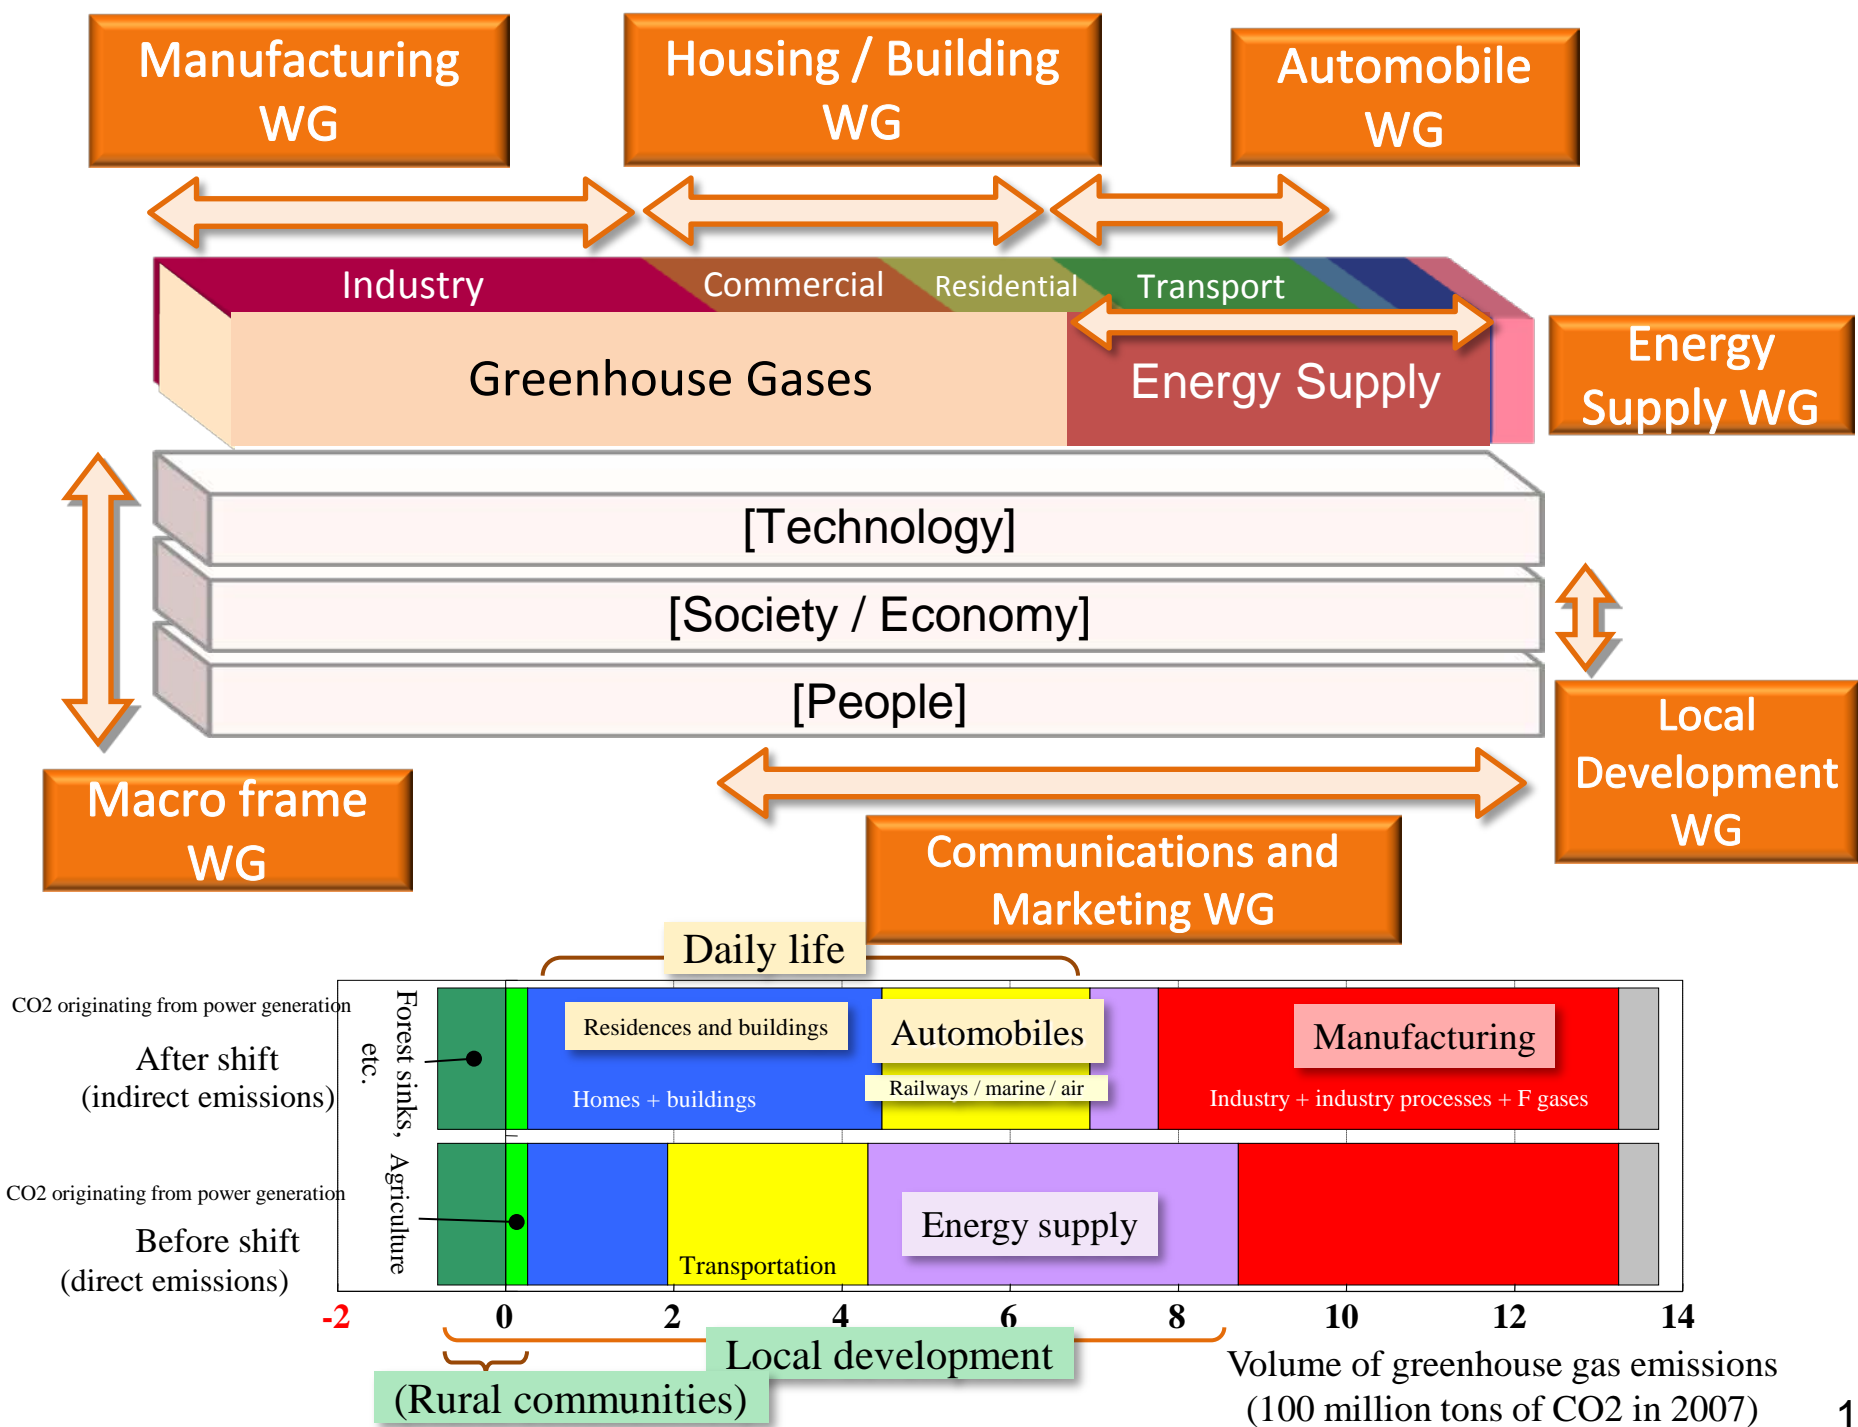 Manufacturing
WG
Housing / Building
WG
Automobile
WG
Industry
Commercial
Residential
Transport
Greenhouse Gases
Energy Supply
Energy
Supply WG
[Technology]
[Society / Economy]
[People]
Macro frame
WG
Local
Development
WG
Communications and
Marketing WG
Daily life
CO2 originating from power generation
After shift
(indirect emissions)
Forest sinks,
etc.
Residences and buildings
Homes + buildings
Automobiles
Railways / marine / air
Manufacturing
Industry + industry processes + F gases
CO2 originating from power generation
Before shift
(direct emissions)
Agriculture
Transportation
Energy supply
-2 0 2 4 6 8 10 12 14
Local development
(Rural communities)
Volume of greenhouse gas emissions
(100 million tons of CO2 in 2007)
1